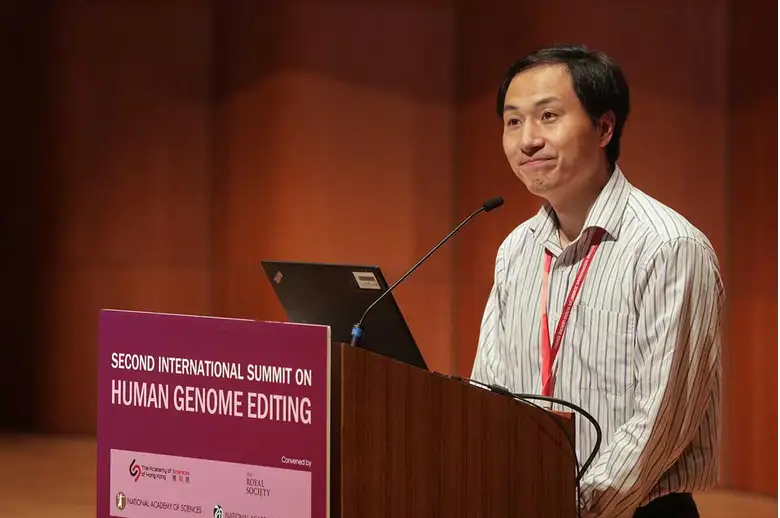 SECOND INTERNATIONAL SUMMIT ON
HUMAN GENOME EDITING
Convened by
The Academy of Sciences
of Hong Kong
THE
ROYAL
SOCIETY
NATIONAL ACADEMY OF SCIENCES